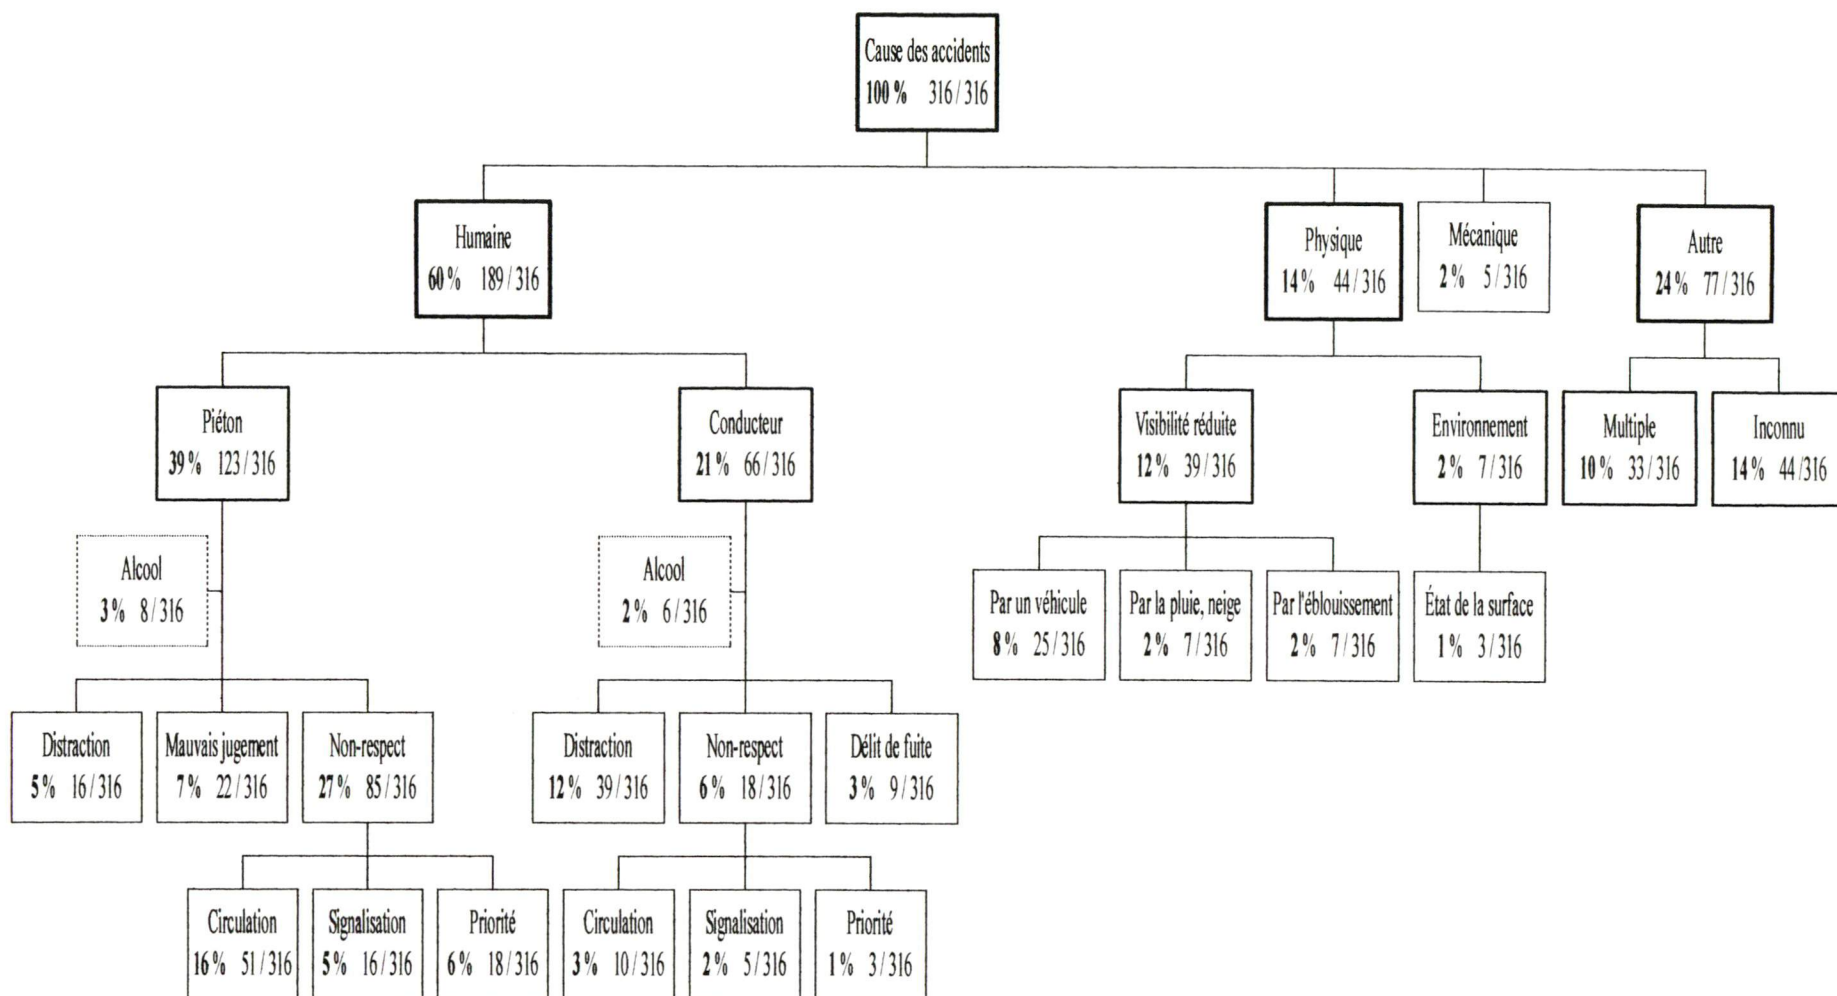 Cause des accidents
100 % 316 / 316
Humaine
60 % 189 / 316
Physique
14 % 44 / 316
Mécanique
2 % 5 / 316
Autre
24 % 77 / 316
Piéton
39 % 123 / 316
Conducteur
21 % 66 / 316
Visibilité réduite
12 % 39 / 316
Environnement
2 % 7 / 316
Multiple
10 % 33 / 316
Inconnu
14 % 44 / 316
Alcool
3 % 8 / 316
Alcool
2 % 6 / 316
Par un véhicule
8 % 25 / 316
Par la pluie, neige
2 % 7 / 316
Par l'éblouissement
2 % 7 / 316
État de la surface
1 % 3 / 316
Distraction
5 % 16 / 316
Mauvais jugement
7 % 22 / 316
Non-respect
27 % 85 / 316
Distraction
12 % 39 / 316
Non-respect
6 % 18 / 316
Délit de fuite
3 % 9 / 316
Circulation
16 % 51 / 316
Signalisation
5 % 16 / 316
Priorité
6 % 18 / 316
Circulation
3 % 10 / 316
Signalisation
2 % 5 / 316
Priorité
1 % 3 / 316